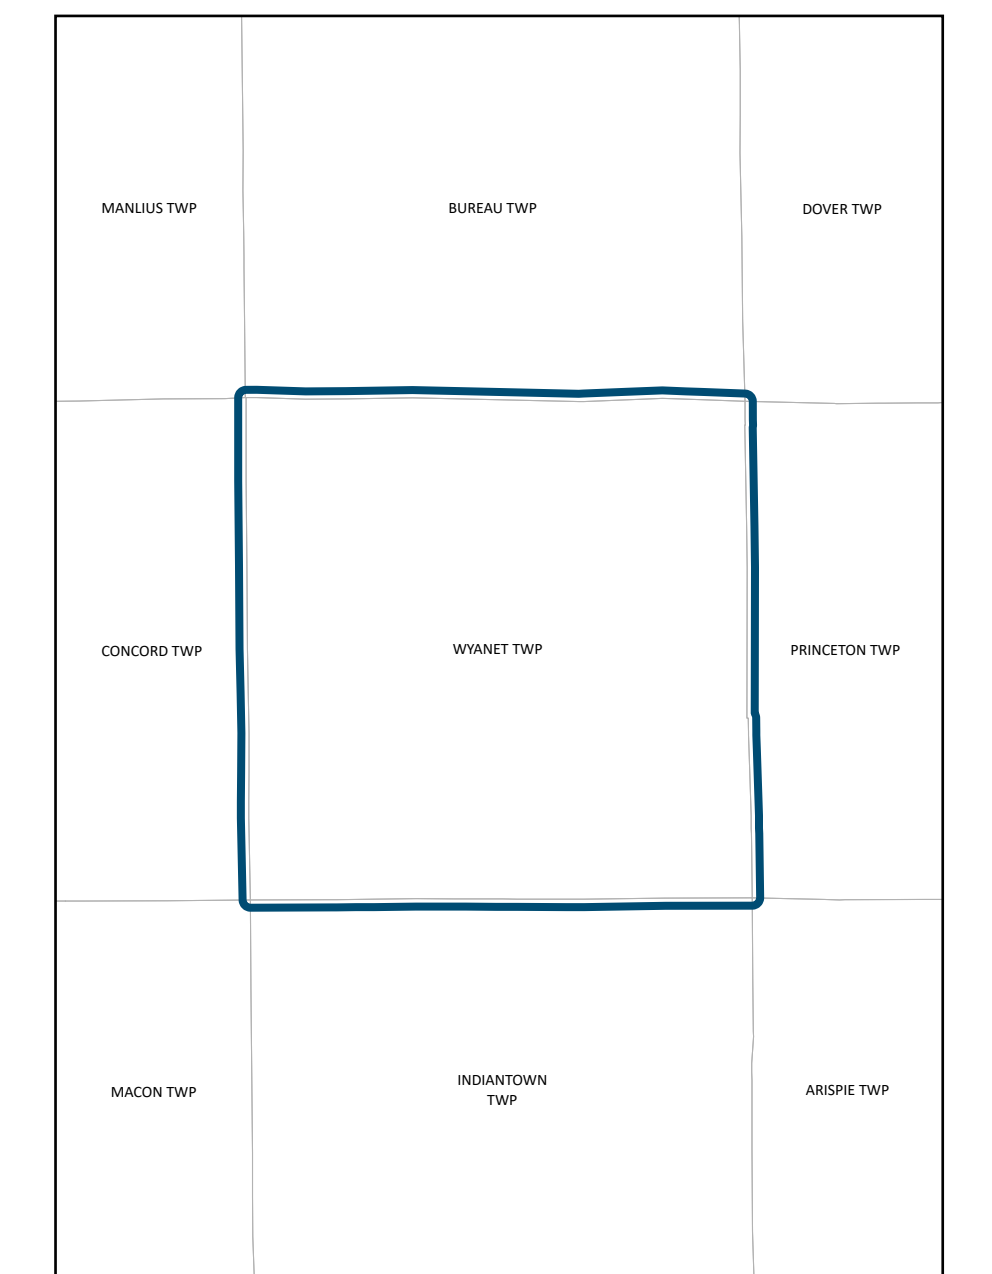 MANLIUS TWP
BUREAU TWP
DOVER TWP
CONCORD TWP
WYANET TWP
PRINCETON TWP
MACON TWP
INDIANTOWN
TWP
ARISPIE TWP